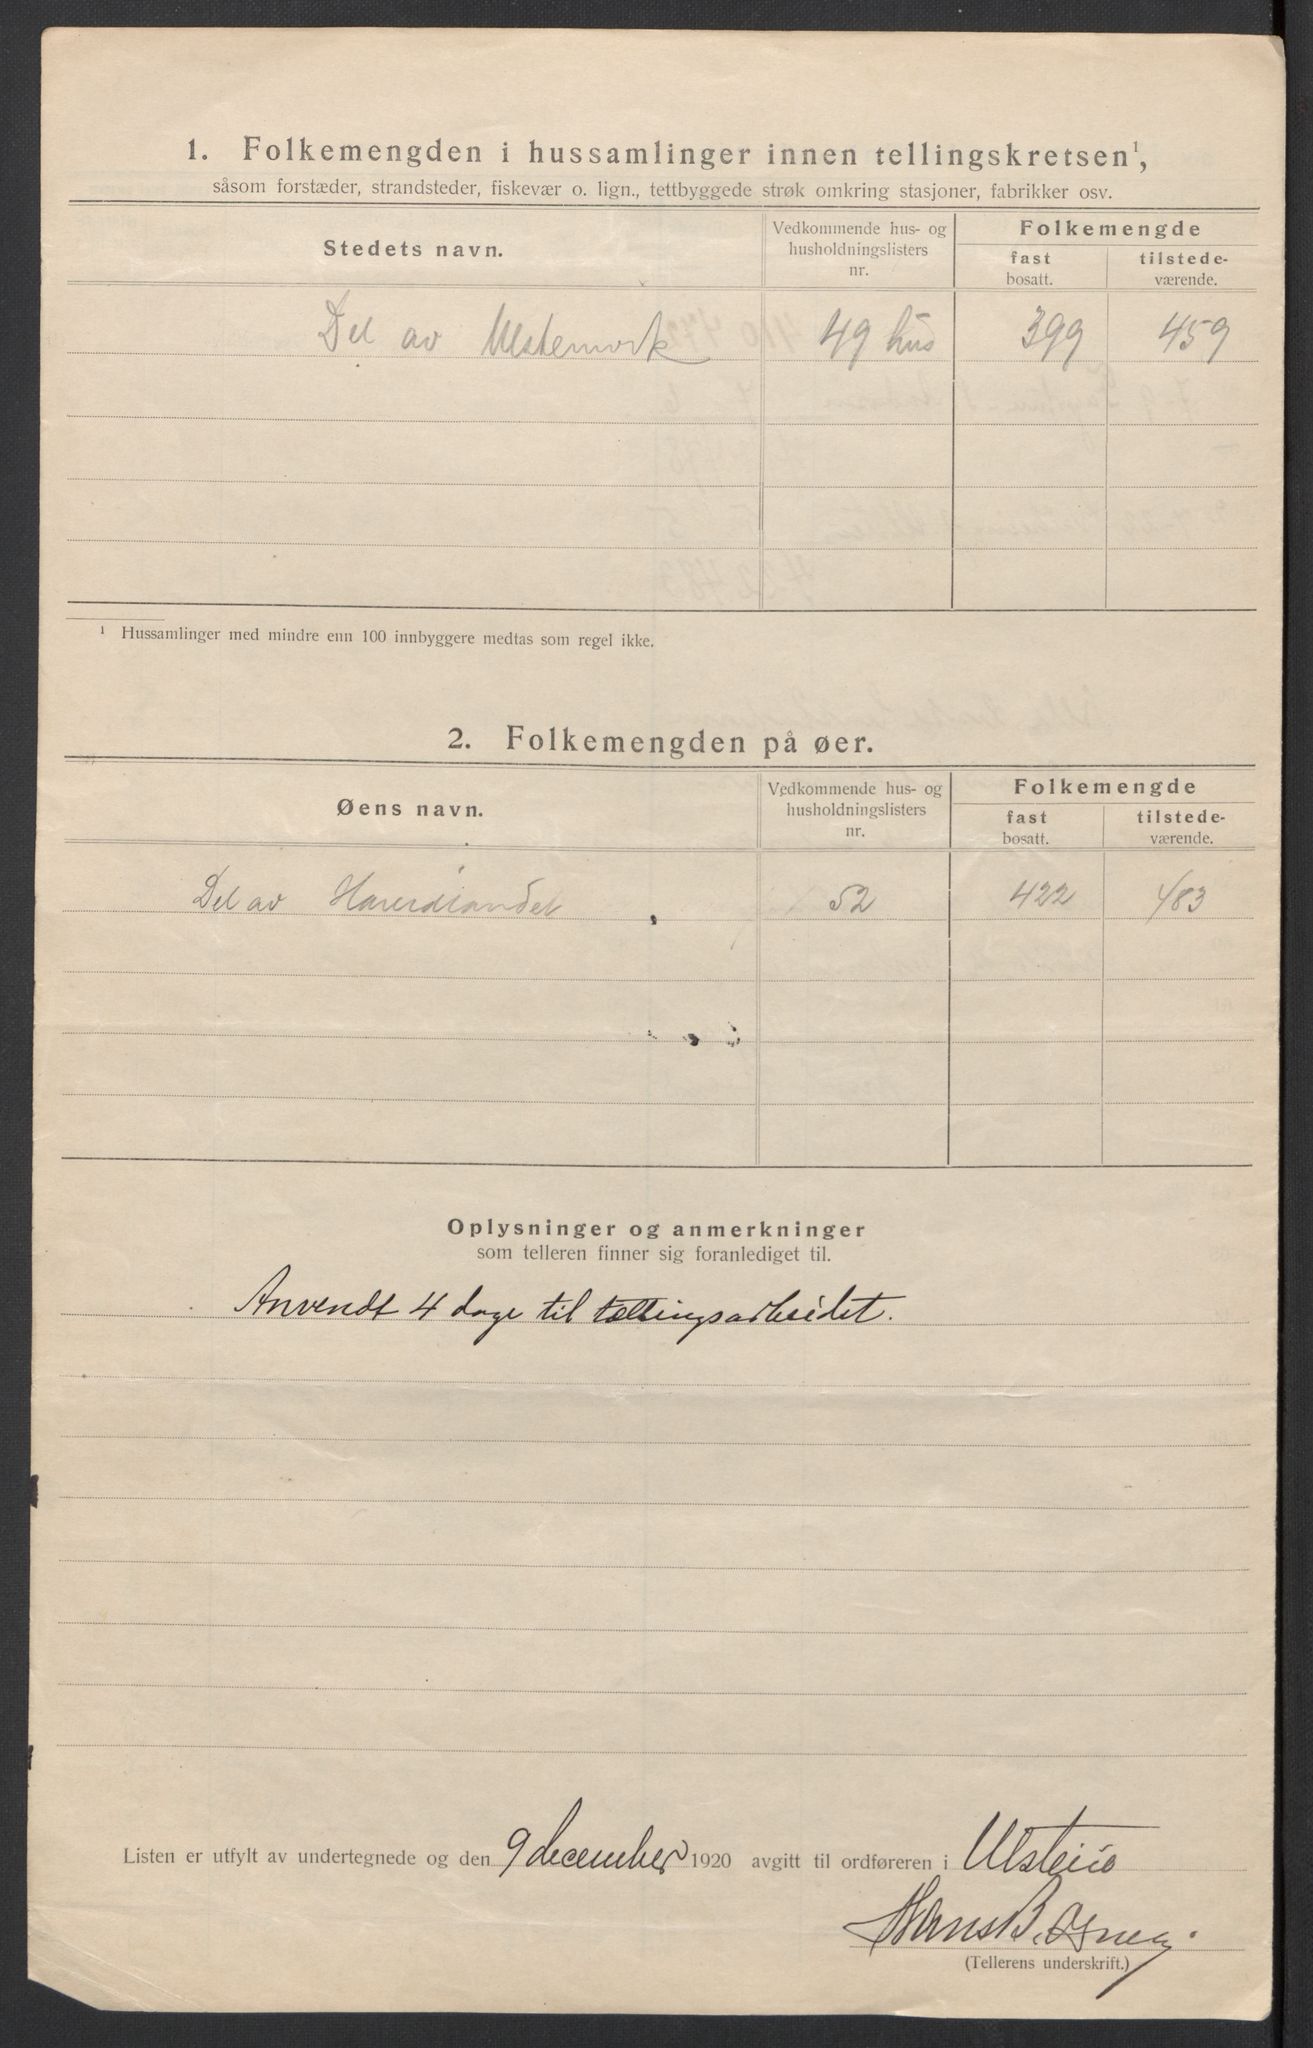 1. Folkemengden i hussamlinger innen tellingskretsen¹,
såsom forstæder, strandsteder, fiskevær o. lign., tettbyggede strøk omkring stasjoner, fabrikker osv.
Stedets navn.
Vedkommende hus- og
husholdningslisters
nr.
Folkemengde
fast
bosatt.
tilstede-
værende.
Del av 49 hus 399 459
¹ Hussamlinger med mindre enn 100 innbyggere medtas som regel ikke.
2. Folkemengden på øer.
Øens navn.
Vedkommende hus- og
husholdningslisters
nr.
Folkemengde
fast
bosatt.
tilstede-
værende.
Del av 52 422 483
Oplysninger og anmerkninger
som telleren finner sig foranlediget til.
Anvendt 4 dage til tællingsarbeidet.
Listen er utfylt av undertegnede og den 9 december 1920 avgitt til ordføreren i Ulstein
Hans B.
(Tellerens underskrift.)